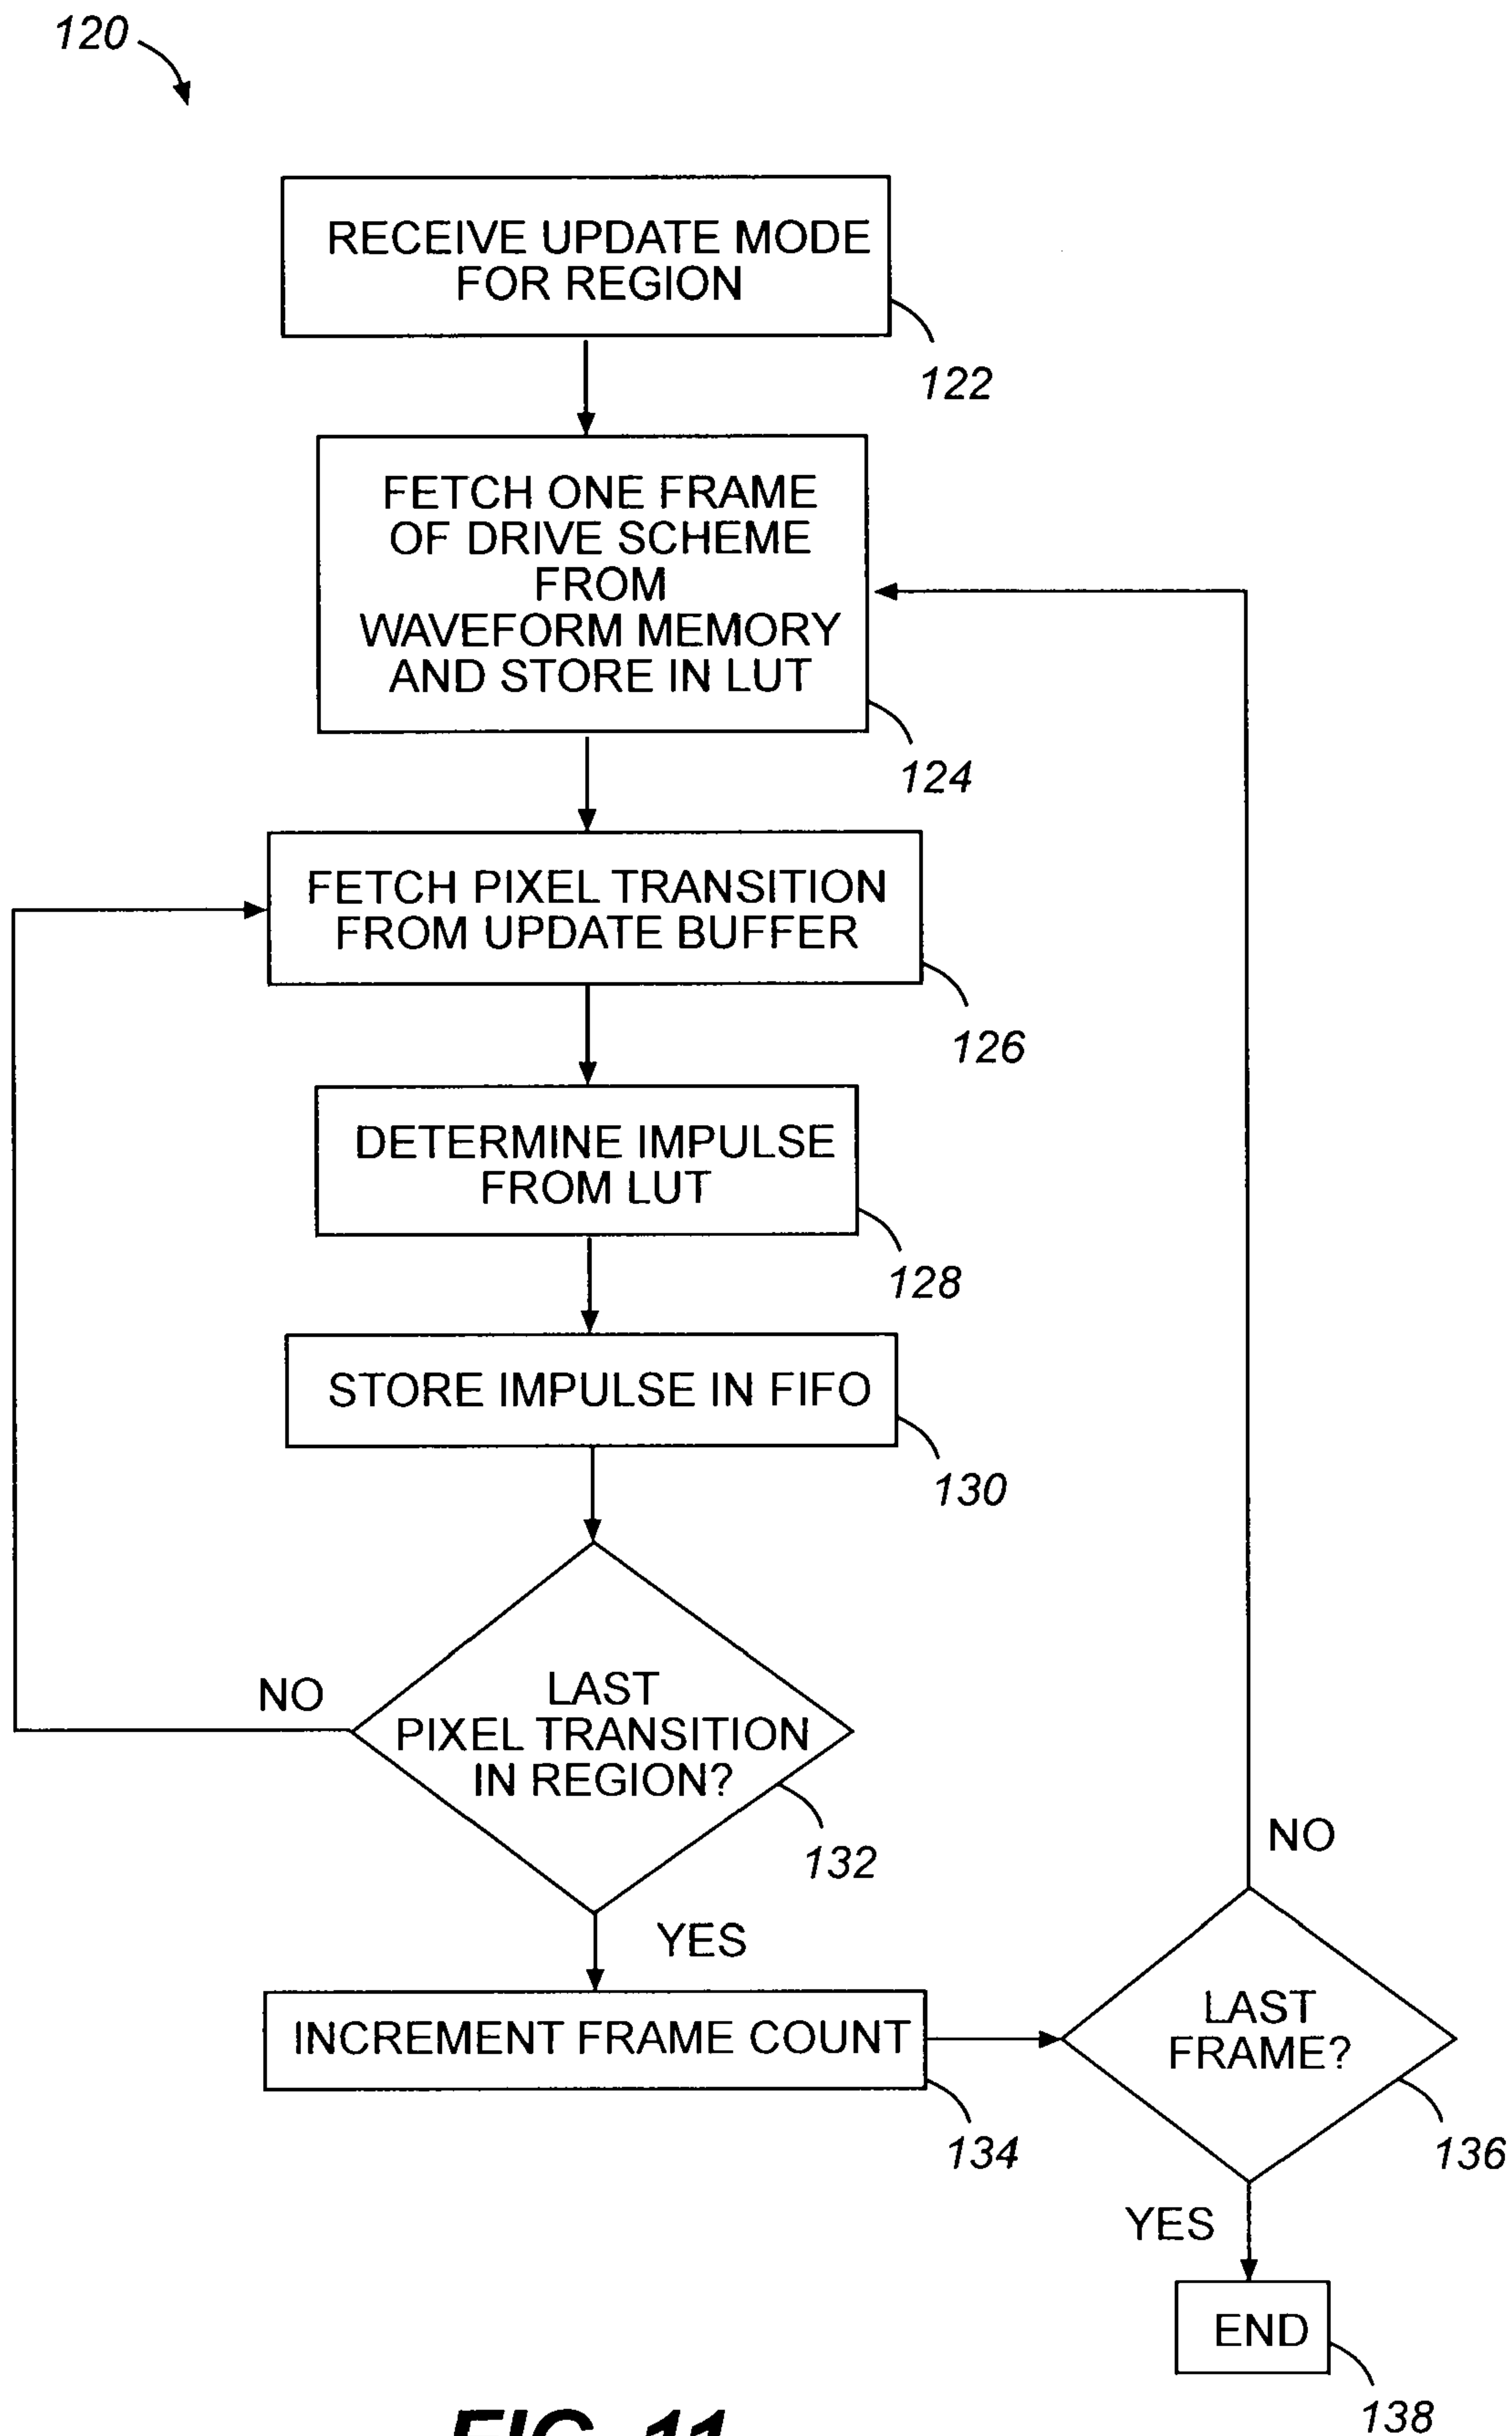 120
RECEIVE UPDATE MODE
FOR REGION
122
FETCH ONE FRAME
OF DRIVE SCHEME
FROM
WAVEFORM MEMORY
AND STORE IN LUT
124
FETCH PIXEL TRANSITION
FROM UPDATE BUFFER
126
DETERMINE IMPULSE
FROM LUT
128
STORE IMPULSE IN FIFO
130
LAST
PIXEL TRANSITION
IN REGION?
NO
132
YES
INCREMENT FRAME COUNT
134
LAST
FRAME?
NO
136
YES
END
138
FIG. 11